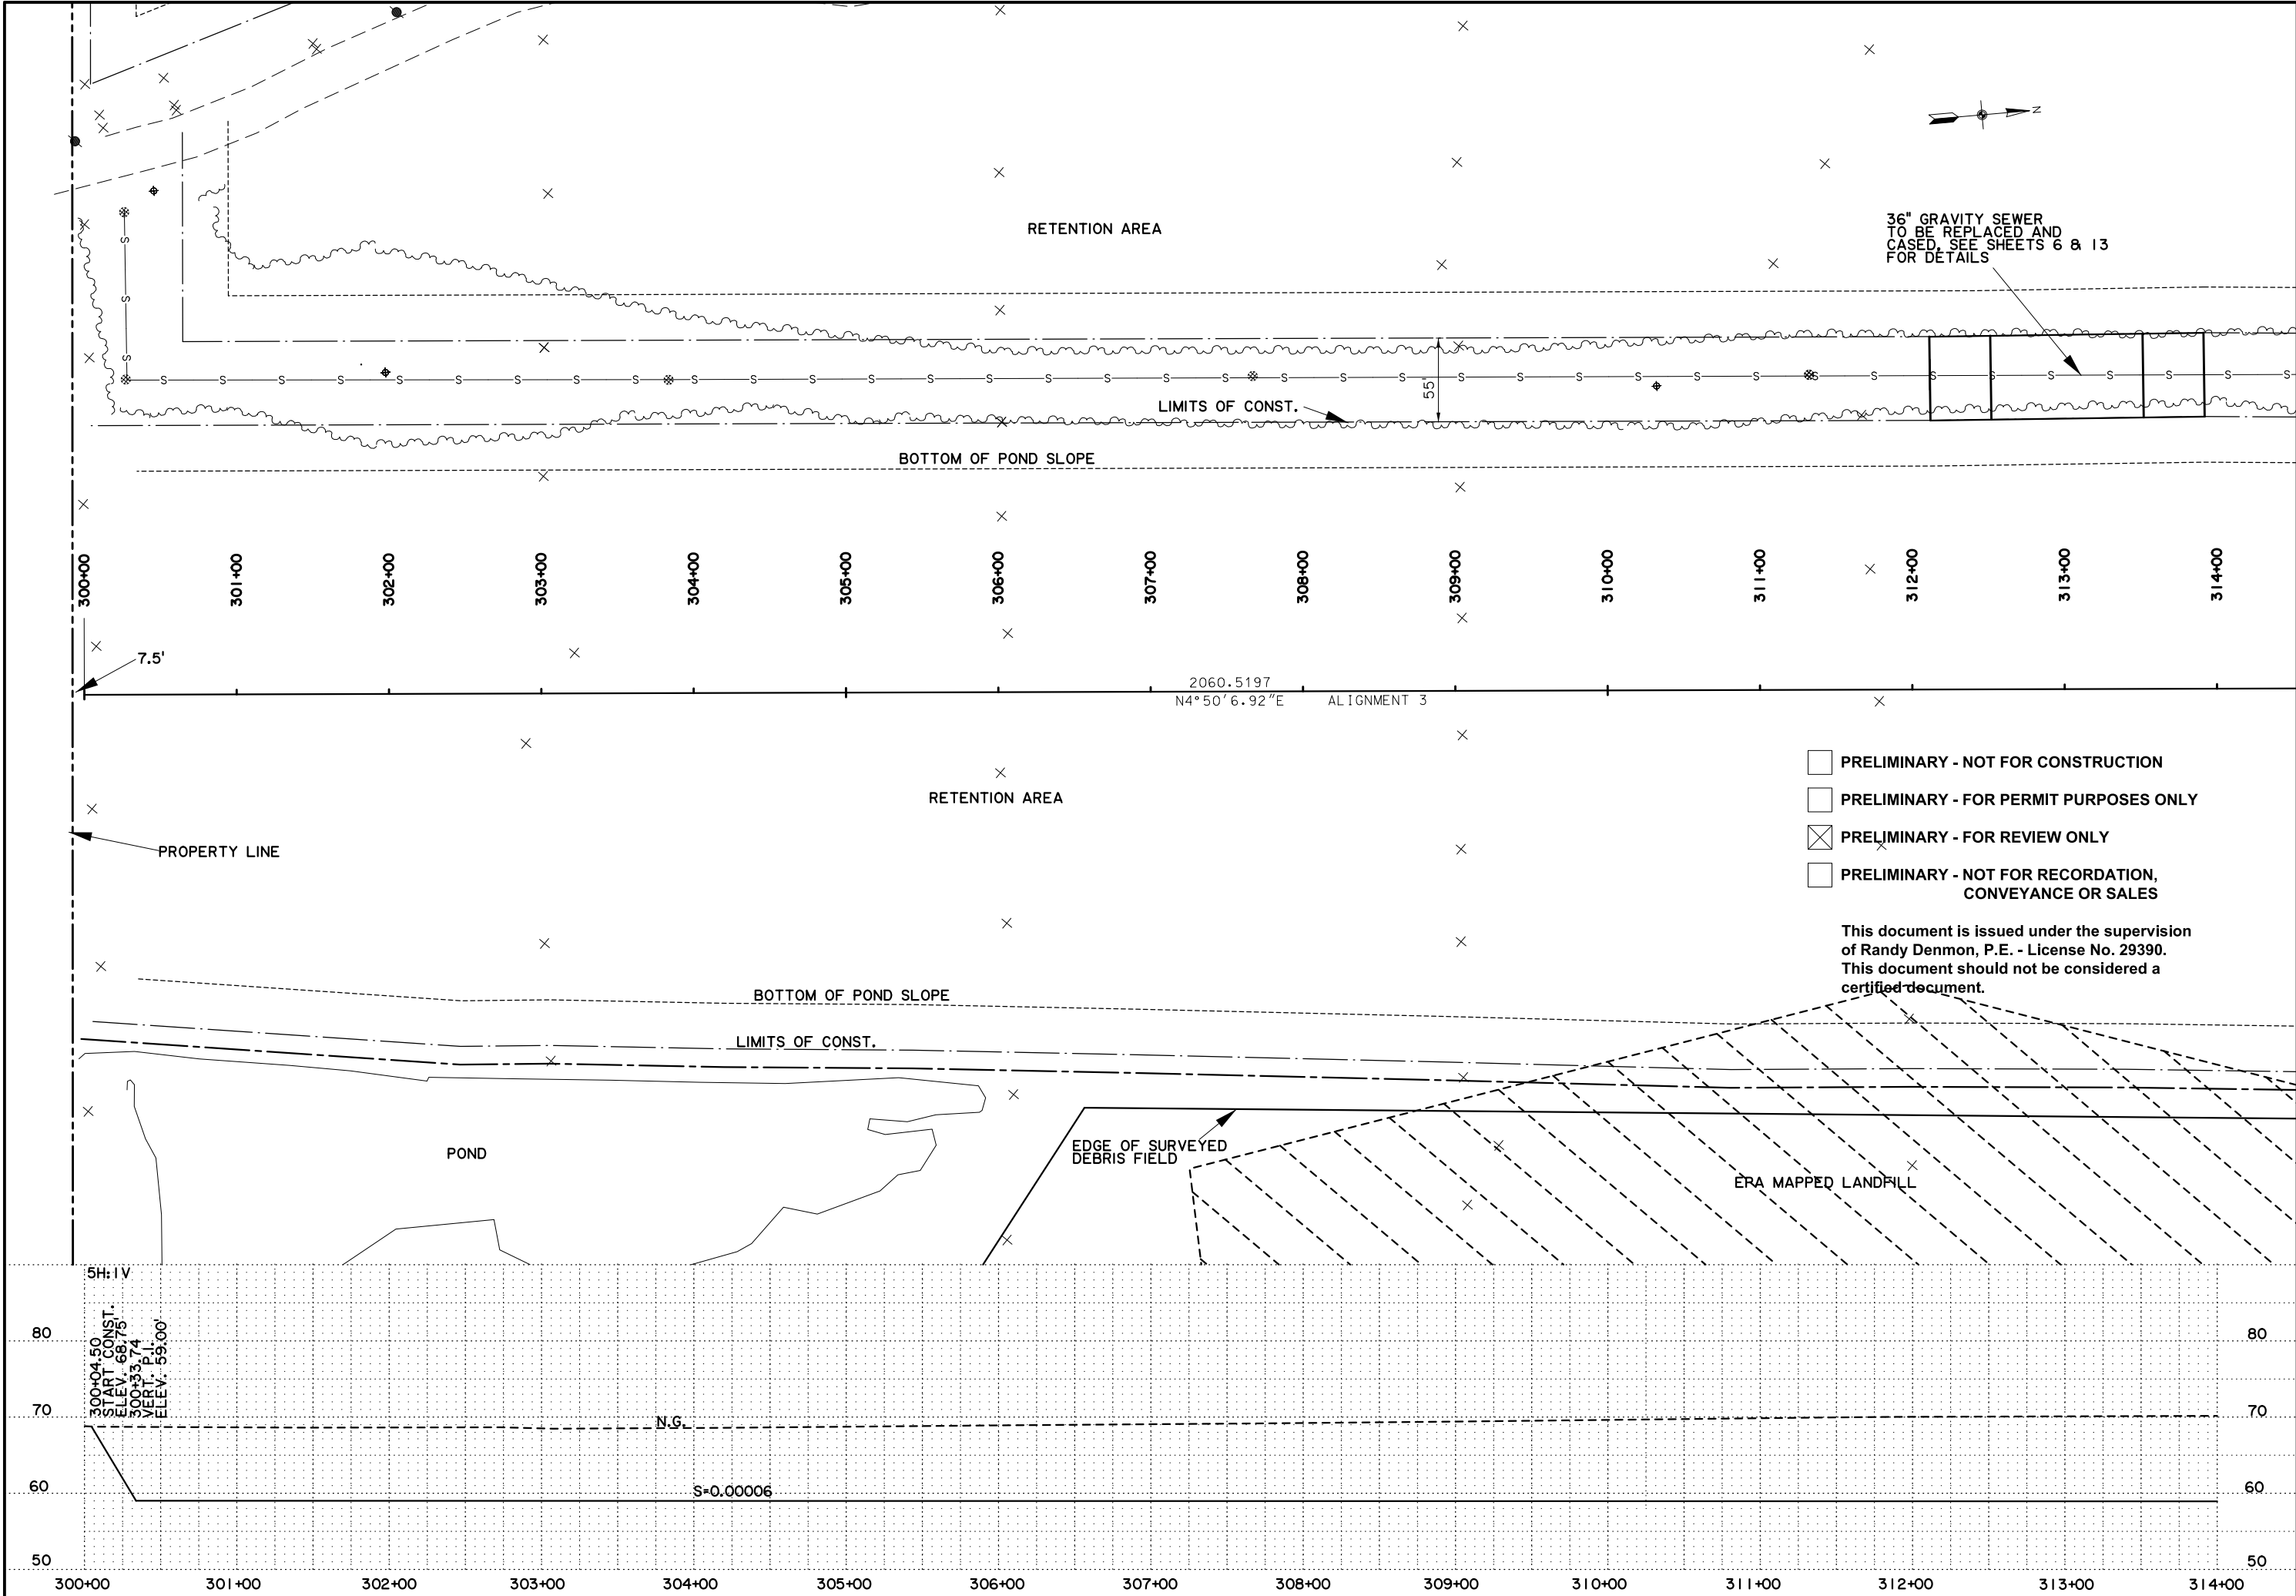 N
RETENTION AREA
36" GRAVITY SEWER
TO BE REPLACED AND
CASED, SEE SHEETS 6 & 13
FOR DETAILS
S
S
S
S S S S S S S S S S S S S S S S S S S S S S S S S S S S S S S S S S S S S
55'
LIMITS OF CONST.
BOTTOM OF POND SLOPE
300+00 301+00 302+00 303+00 304+00 305+00 306+00 307+00 308+00 309+00 310+00 311+00 312+00 313+00 314+00
7.5'
2060.5197
N4°50'6.92"E ALIGNMENT 3
PRELIMINARY - NOT FOR CONSTRUCTION
RETENTION AREA
PRELIMINARY - FOR PERMIT PURPOSES ONLY
PRELIMINARY - FOR REVIEW ONLY
PROPERTY LINE
PRELIMINARY - NOT FOR RECORDATION,
CONVEYANCE OR SALES
This document is issued under the supervision
of Randy Denmon, P.E. - License No. 29390.
This document should not be considered a
certified document.
BOTTOM OF POND SLOPE
LIMITS OF CONST.
POND
EDGE OF SURVEYED
DEBRIS FIELD
EPA MAPPED LANDFILL
5H:1V
300+04.50
START CONST.
ELEV. 68.75'
300+33.74
VERT. P.I.
ELEV. 59.00'
80 80
70 70
N.G.
60 60
S=0.00006
50 50
300+00 301+00 302+00 303+00 304+00 305+00 306+00 307+00 308+00 309+00 310+00 311+00 312+00 313+00 314+00